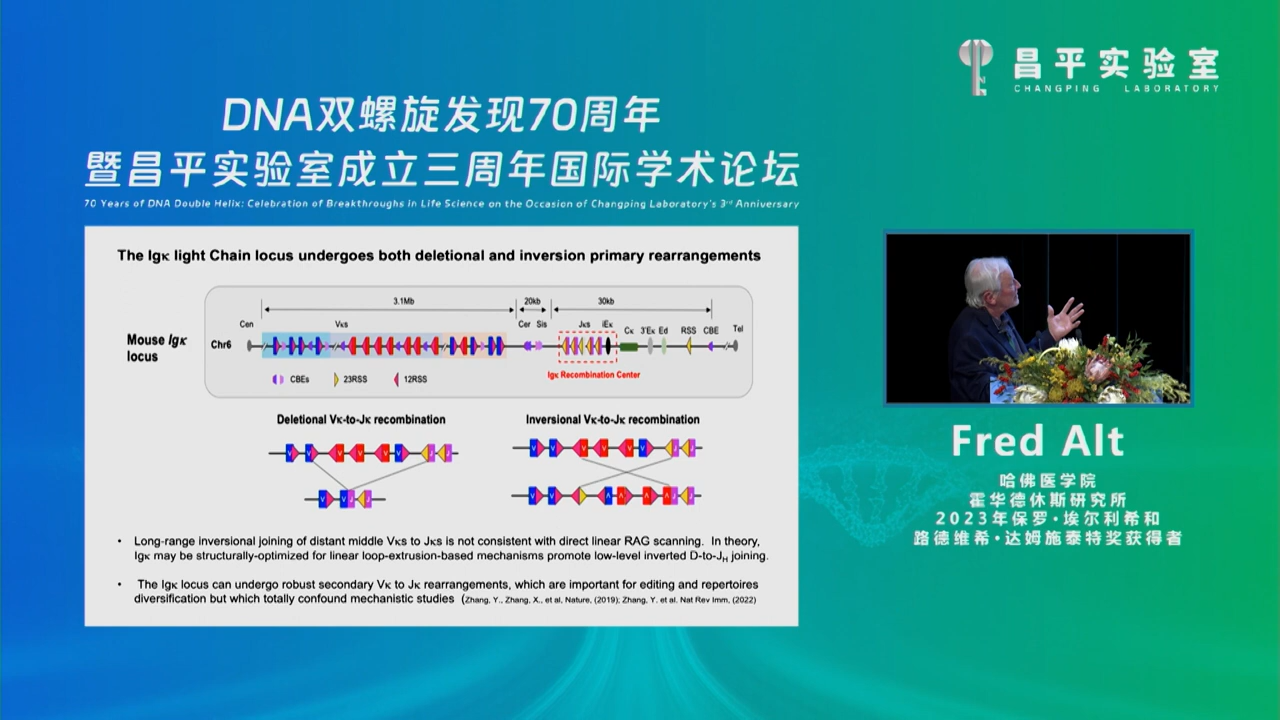 昌平实验室
CHANGPING LABORATORY
DNA双螺旋发现70周年
暨昌平实验室成立三周年国际学术论坛
70 Years of DNA Double Helix: Celebration of Breakthroughs in Life Science on the Occasion of Changping Laboratory's 3rd Anniversary
The Igκ light Chain locus undergoes both deletional and inversion primary rearrangements
3.1Mb 20kb 30kb
Cen Vκs Cer Sis Jκs iEκ Cκ 3'Eκ Ed RSS CBE Tel
Mouse Igκ
locus
Chr6
Igκ Recombination Center
CBEs 23RSS 12RSS
Deletional Vκ-to-Jκ recombination
Inversional Vκ-to-Jκ recombination
• Long-range inversional joining of distant middle Vκs to Jκs is not consistent with direct linear RAG scanning. In theory,
Igκ may be structurally-optimized for linear loop-extrusion-based mechanisms promote low-level inverted D-to-JH joining.
• The Igκ locus can undergo robust secondary Vκ to Jκ rearrangements, which are important for editing and repertoires
diversification but which totally confound mechanistic studies (Zhang, Y., Zhang, X., et al, Nature, (2019); Zhang, Y. et al. Nat Rev Imm, (2022)
Fred Alt
哈佛医学院
霍华德休斯研究所
2023年保罗·埃尔利希和
路德维希·达姆施泰特奖获得者